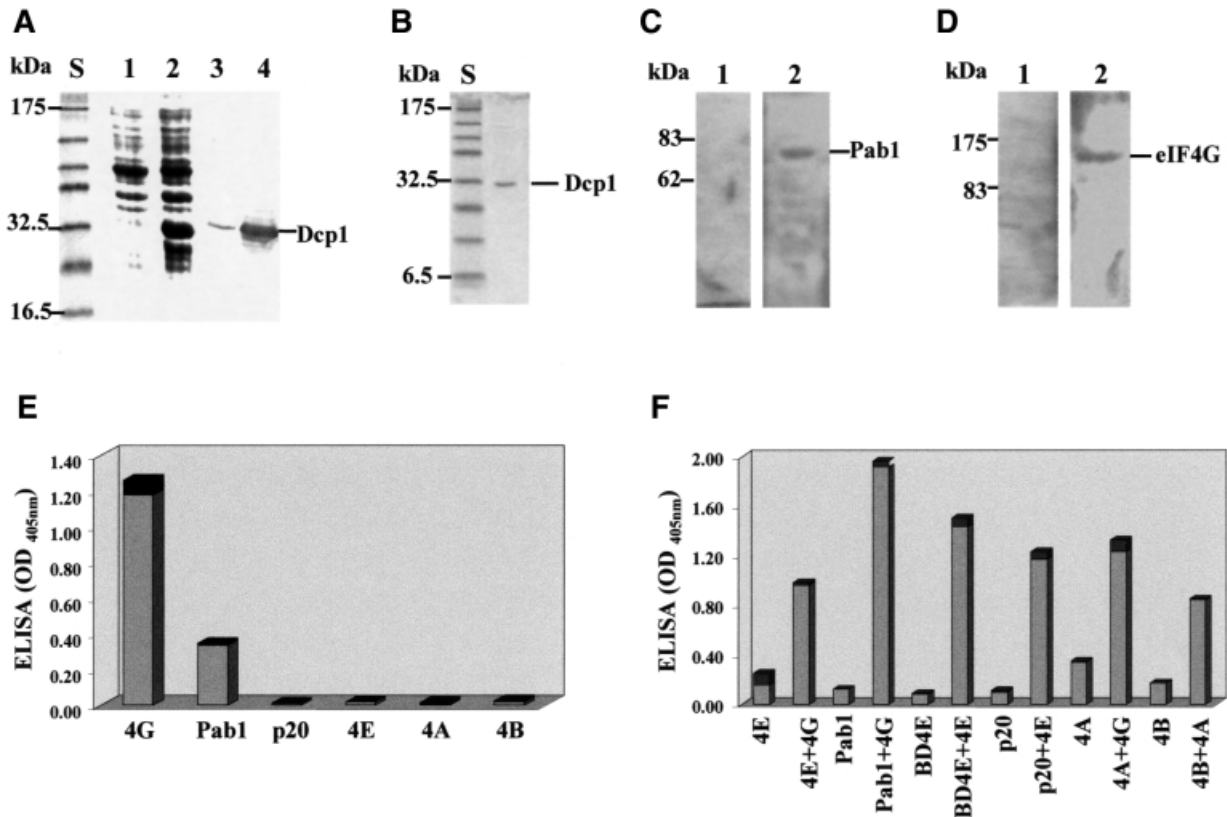 A
kDa S 1 2 3 4
175
32.5
16.5
Dcp1
B
kDa S
175
32.5
6.5
Dcp1
C
kDa 1 2
83
62
Pab1
D
kDa 1 2
175
83
eIF4G
E
ELISA (OD 405nm)
1.40
1.20
1.00
0.80
0.60
0.40
0.20
0.00
4G Pab1 p20 4E 4A 4B
F
ELISA (OD 405nm)
2.00
1.60
1.20
0.80
0.40
0.00
4E
4E+4G
Pab1
Pab1+4G
BD4E
BD4E+4E
p20
p20+4E
4A
4A+4G
4B
4B+4A